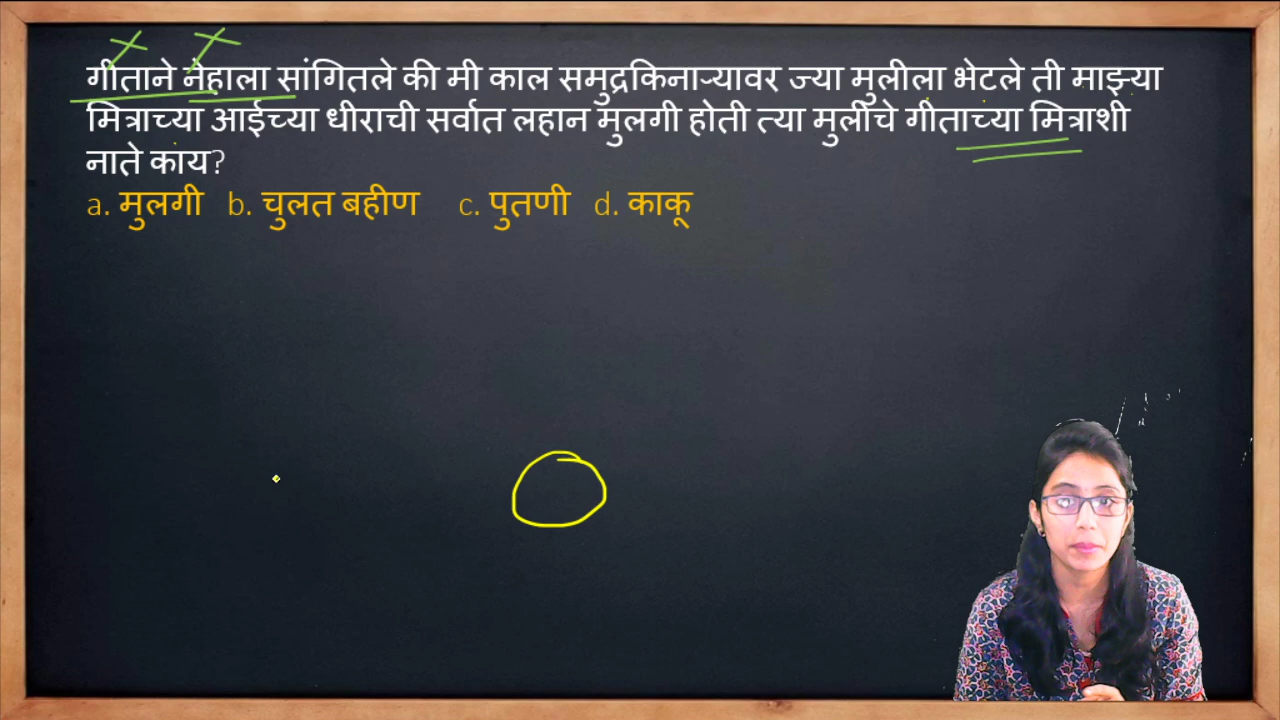 गीताने नेहाला सांगितले की मी काल समुद्रकिनाऱ्यावर ज्या मुलीला भेटले ती माझ्या
मित्राच्या आईच्या धीराची सर्वात लहान मुलगी होती त्या मुलीचे गीताच्या मित्राशी
नाते काय?
a. मुलगी b. चुलत बहीण c. पुतणी d. काकू